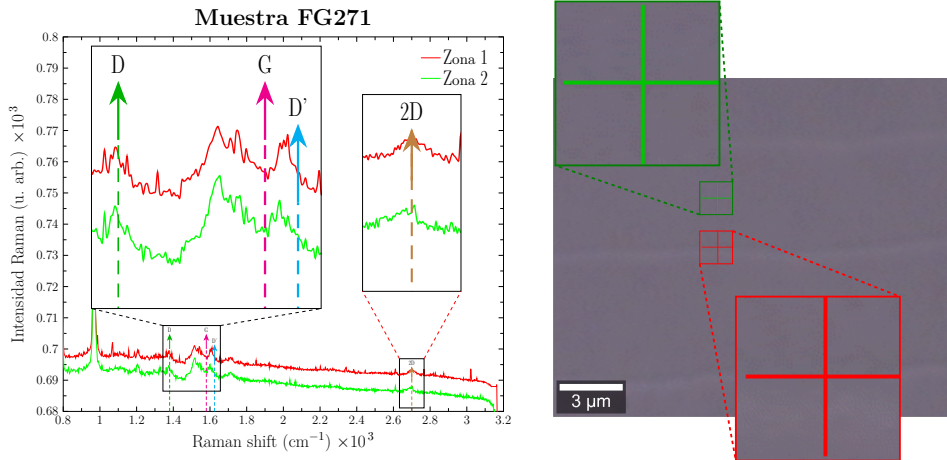 Muestra FG271
Intensidad Raman (u. arb.) ×10³
0.8
0.79
0.78
0.77
0.76
0.75
0.74
0.73
0.72
0.71
0.7
0.69
0.68
D
G
D'
2D
Zona 1
Zona 2
D
G
D'
2D
0.8
1.2
1.4
1.6
1.8
2.0
2.2
2.4
2.6
2.8
3.0
3.2
Raman shift (cm⁻¹) ×10³
3 µm